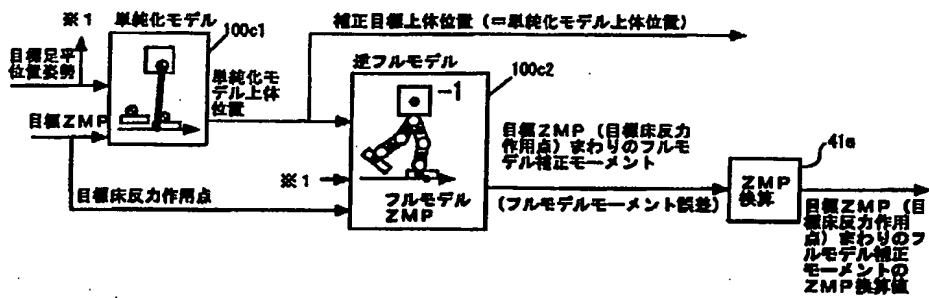 ※1
単純化モデル
100c1
目標足平
位置姿勢
目標ZMP
単純化モ
デル上体
位置
補正目標上体位置(=単純化モデル上体位置)
逆フルモデル
100c2
-1
※1
フルモデル
ZMP
目標床反力作用点
目標ZMP(目標床反力
作用点)まわりのフルモ
デル補正モーメント
(フルモデルモーメント誤差)
41a
ZMP
換算
目標ZMP(目
標床反力作用
点)まわりのフ
ルモデル補正
モーメントの
ZMP換算値